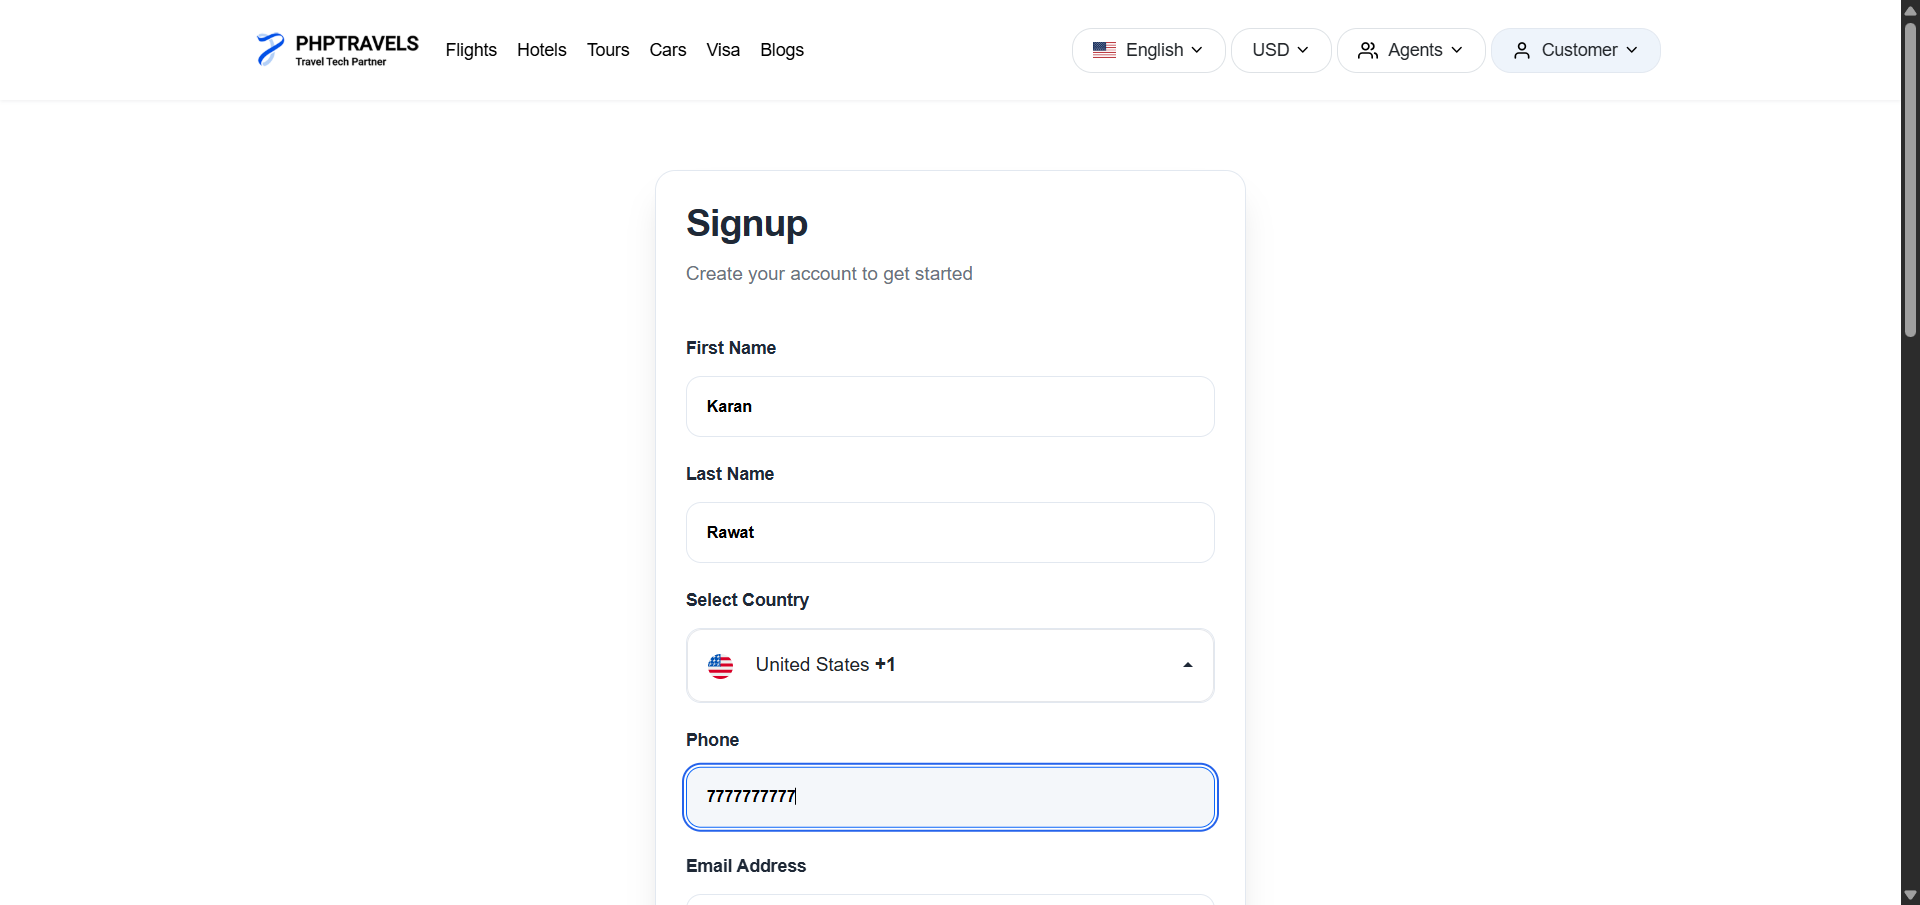 PHPTRAVELS
Travel Tech Partner
Flights Hotels Tours Cars Visa Blogs
English USD Agents Customer
Signup
Create your account to get started
First Name
Karan
Last Name
Rawat
Select Country
United States +1
Phone
7777777777
Email Address